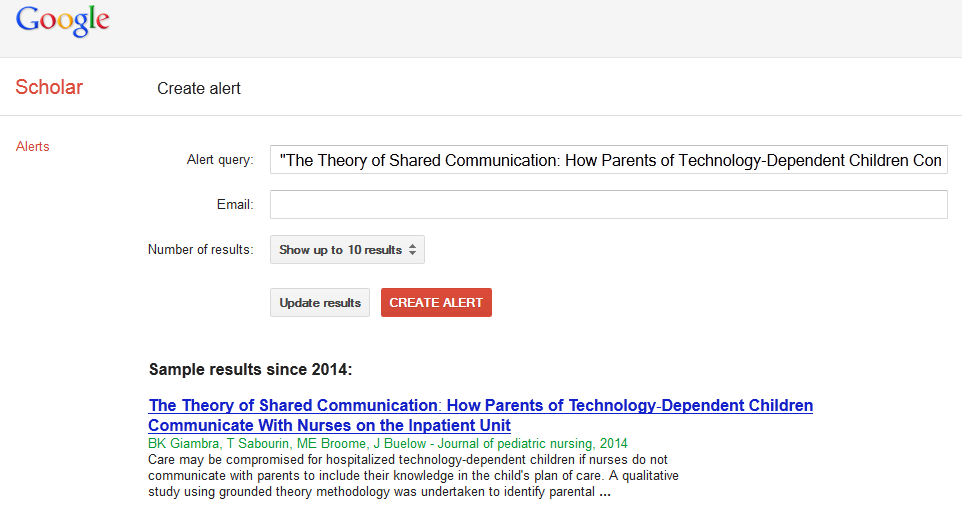 Google
Scholar
Create alert
Alerts
Alert query:
"The Theory of Shared Communication: How Parents of Technology-Dependent Children Con
Email:
Number of results:
Show up to 10 results
Update results
CREATE ALERT
Sample results since 2014:
The Theory of Shared Communication: How Parents of Technology-Dependent Children
Communicate With Nurses on the Inpatient Unit
BK Giambra, T Sabourin, ME Broome, J Buelow - Journal of pediatric nursing, 2014
Care may be compromised for hospitalized technology-dependent children if nurses do not
communicate with parents to include their knowledge in the child's plan of care. A qualitative
study using grounded theory methodology was undertaken to identify parental ...